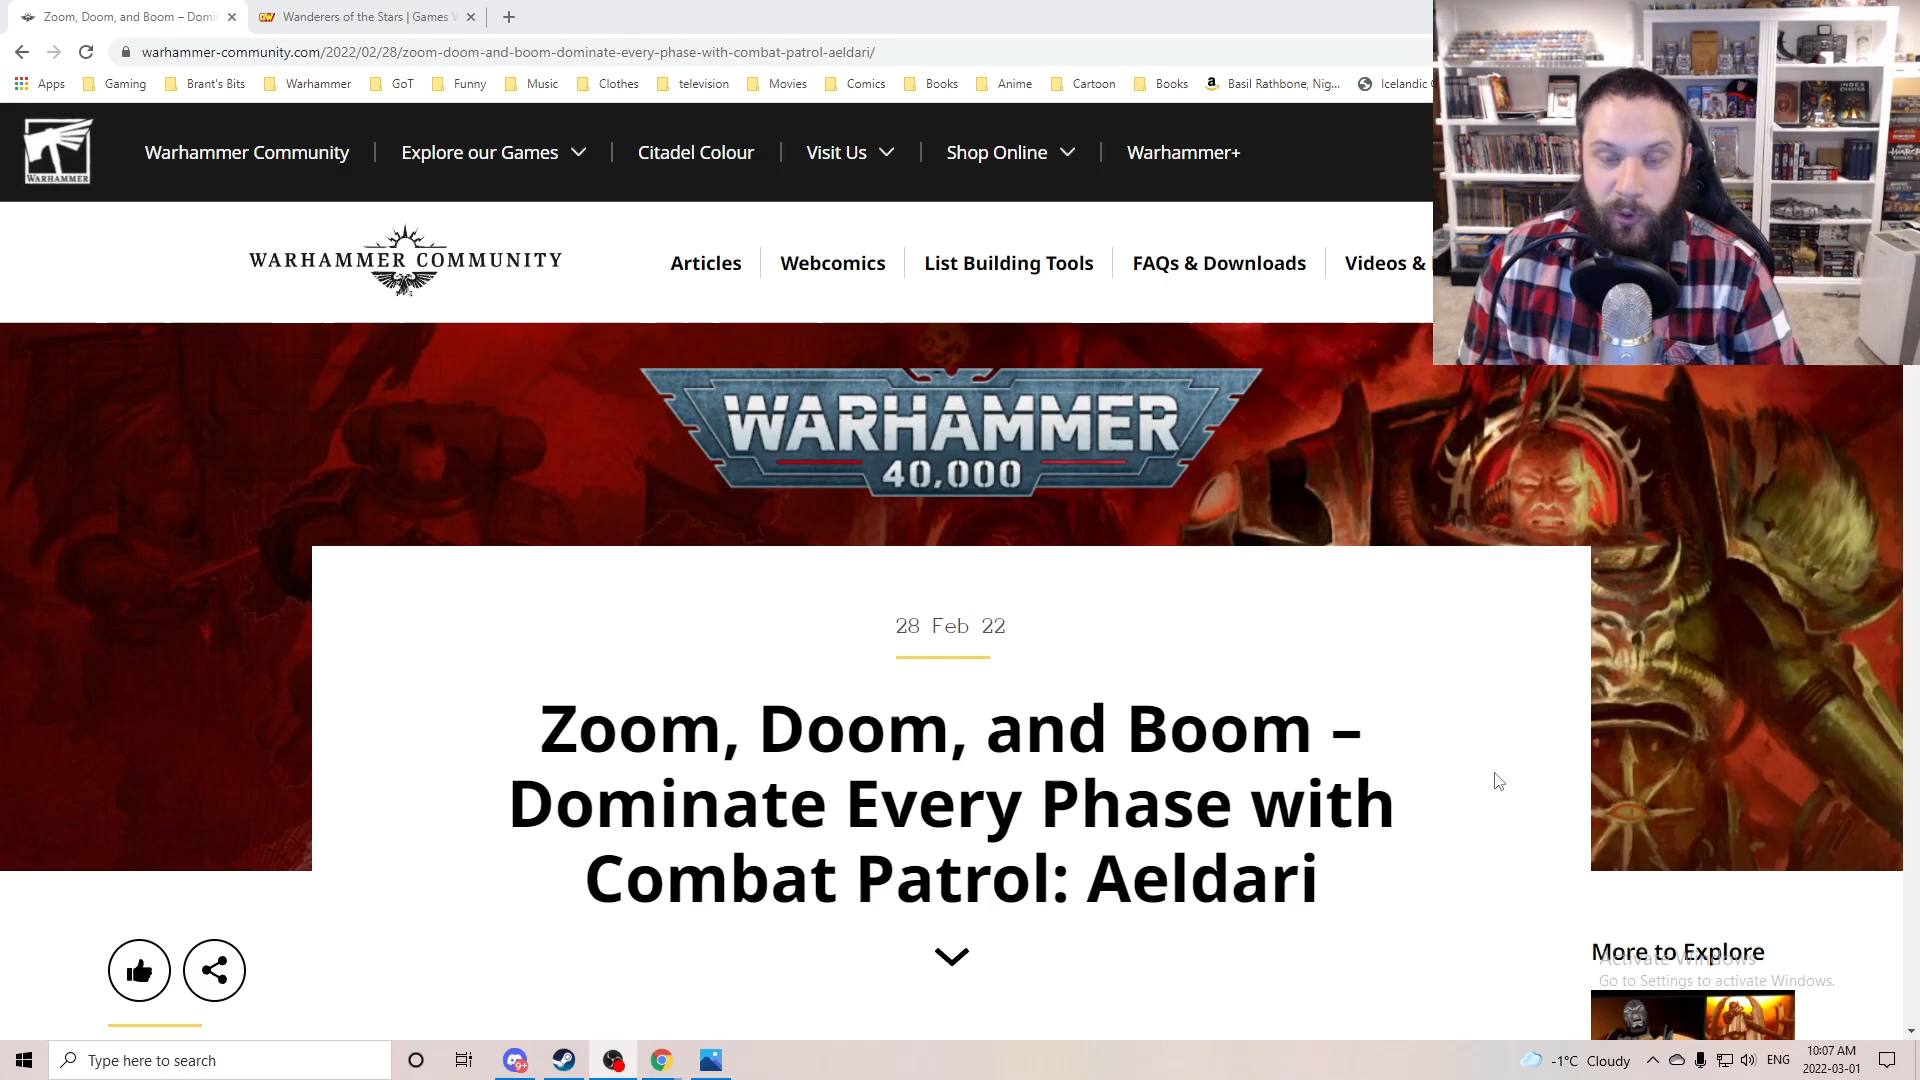 Zoom, Doom, and Boom – Domi
Wanderers of the Stars | Games W
warhammer-community.com/2022/02/28/zoom-doom-and-boom-dominate-every-phase-with-combat-patrol-aeldari/
Apps Gaming Brant's Bits Warhammer GoT Funny Music Clothes television Movies Comics Books Anime Cartoon Books Basil Rathbone, Nig... Icelandic
WARHAMMER
Warhammer Community Explore our Games Citadel Colour Visit Us Shop Online Warhammer+
WARHAMMER COMMUNITY
Articles Webcomics List Building Tools FAQs & Downloads Videos &
WARHAMMER
40,000
28 Feb 22
Zoom, Doom, and Boom –
Dominate Every Phase with
Combat Patrol: Aeldari
More to Explore
Activate Windows
Go to Settings to activate Windows.
Type here to search
9+
-1°C Cloudy
ENG
10:07 AM
2022-03-01